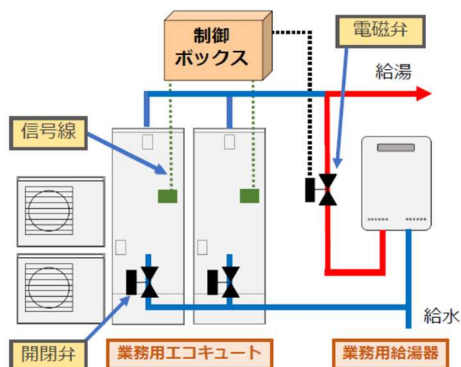 制御
ボックス
電磁弁
給湯
信号線
給水
開閉弁
業務用エコキュート
業務用給湯器